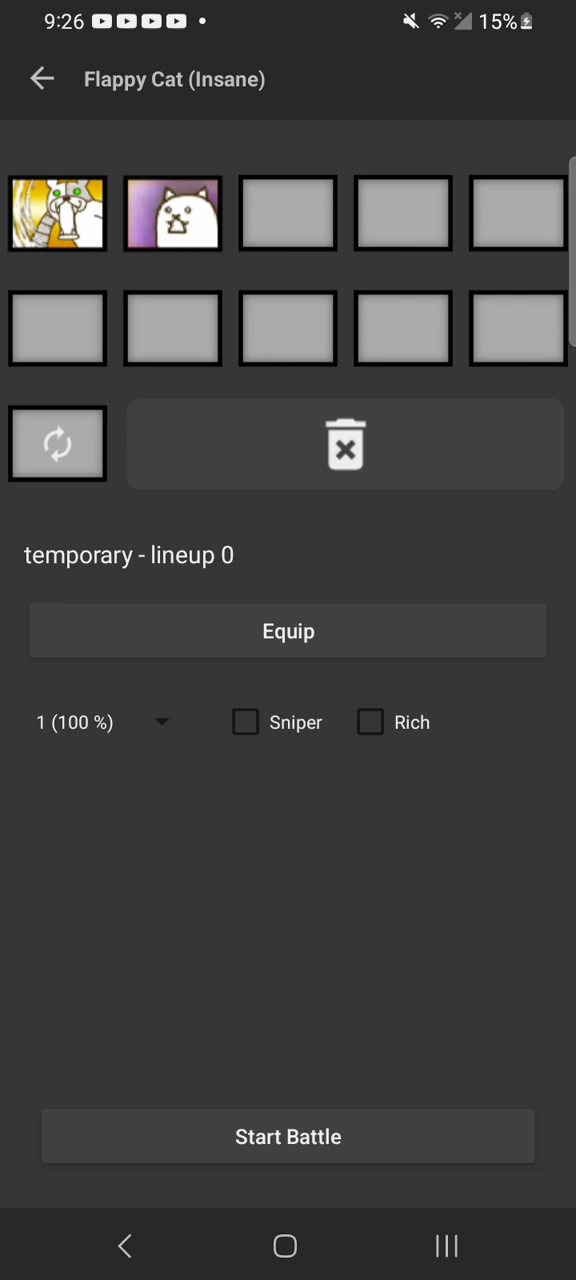 9:26 15%
Flappy Cat (Insane)
temporary - lineup 0
Equip
1 (100 %) Sniper Rich
Start Battle